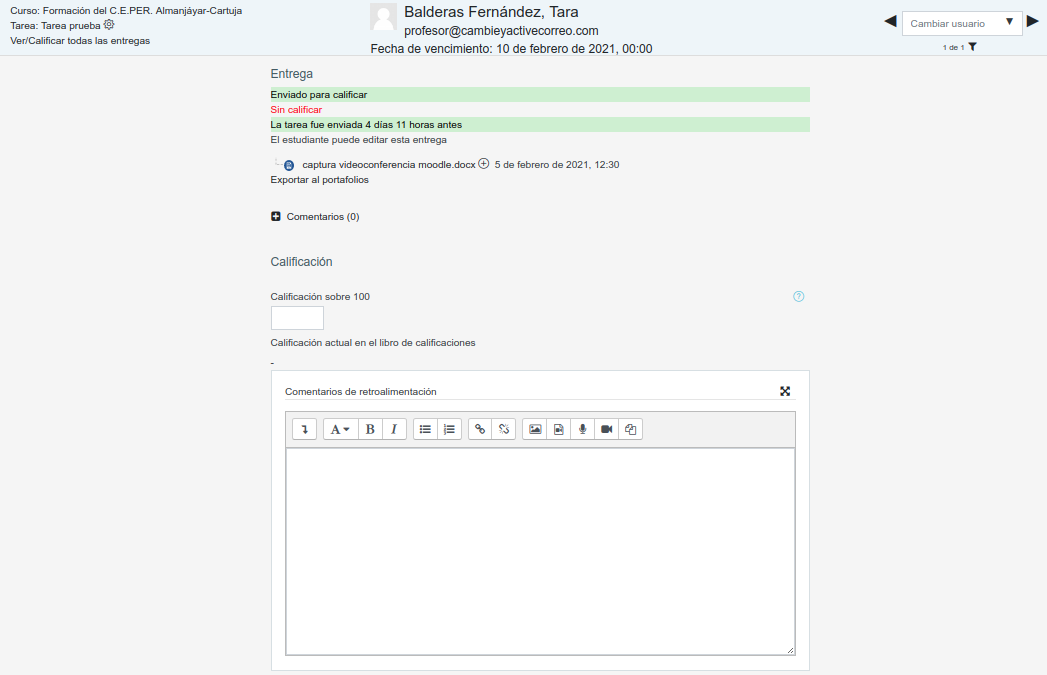 Curso: Formación del C.E.PER. Almanjáyar-Cartuja
Tarea: Tarea prueba
Ver/Calificar todas las entregas
Balderas Fernández, Tara
profesor@cambieyactivecorreo.com
Fecha de vencimiento: 10 de febrero de 2021, 00:00
Cambiar usuario
1 de 1
Entrega
Enviado para calificar
Sin calificar
La tarea fue enviada 4 días 11 horas antes
El estudiante puede editar esta entrega
captura videoconferencia moodle.docx 5 de febrero de 2021, 12:30
Exportar al portafolios
Comentarios (0)
Calificación
Calificación sobre 100
Calificación actual en el libro de calificaciones
-
Comentarios de retroalimentación
A B I